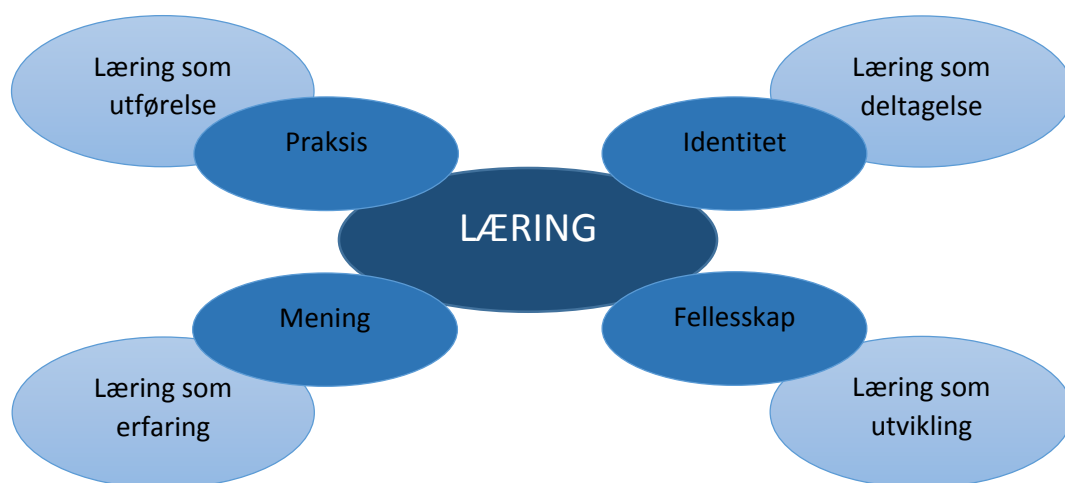 Læring som
utførelse
Praksis
Identitet
Læring som
deltagelse
LÆRING
Mening
Fellesskap
Læring som
erfaring
Læring som
utvikling